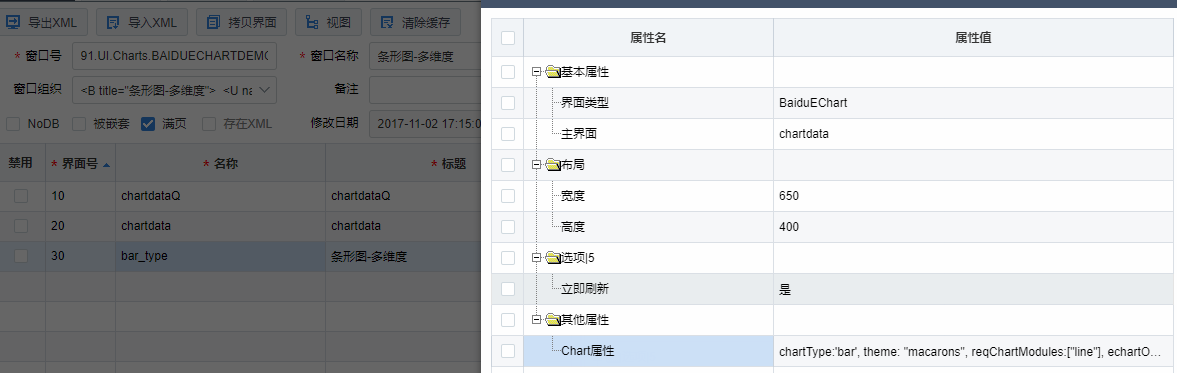 导出XML 导入XML 拷贝界面 视图 清除缓存
* 窗口号 91.UI.Charts.BAIDUECHARTDEMO * 窗口名称 条形图-多维度
窗口组织 <B title="条形图-多维度"> <U na 备注
NoDB 被嵌套 满页 存在XML 修改日期 2017-11-02 17:15:0
禁用 * 界面号 * 名称 * 标题
10 chartdataQ chartdataQ
20 chartdata chartdata
30 bar_type 条形图-多维度
属性名 属性值
基本属性
界面类型 BaiduEChart
主界面 chartdata
布局
宽度 650
高度 400
选项|5
立即刷新 是
其他属性
Chart属性 chartType:'bar', theme: "macarons", reqChartModules:["line"], echartO...